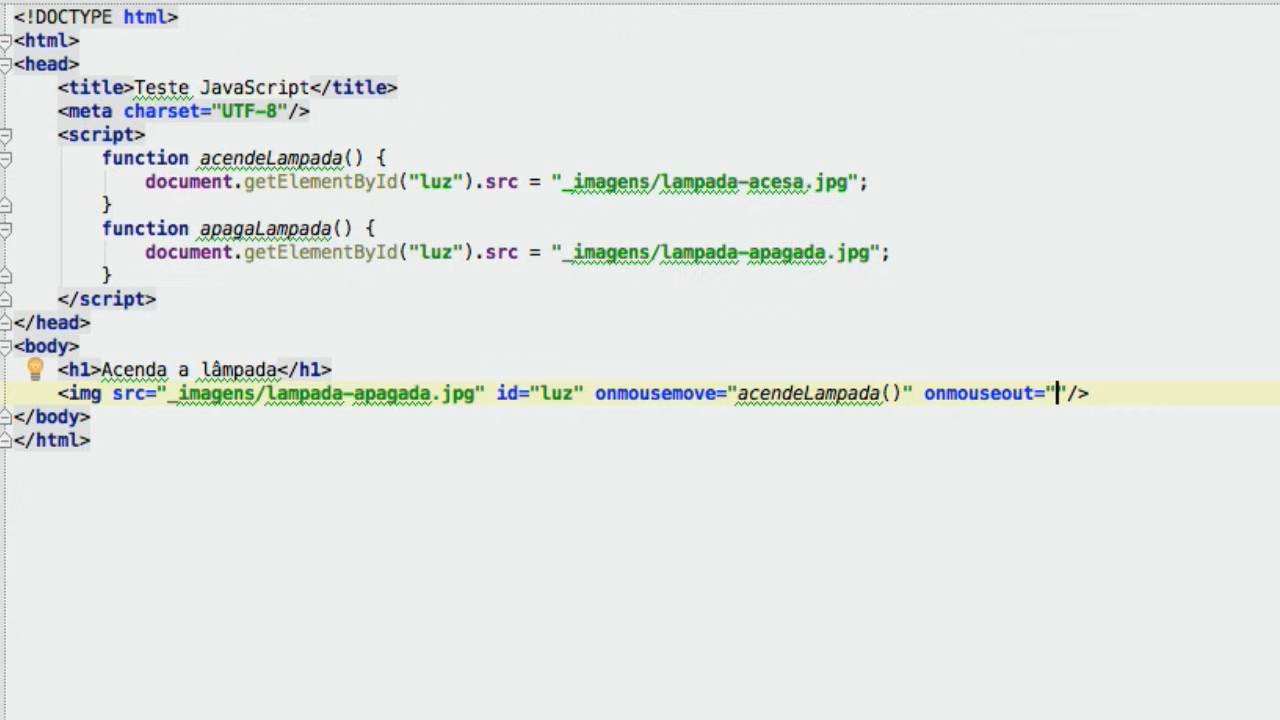 <!DOCTYPE html>
<html>
<head>
    <title>Teste JavaScript</title>
    <meta charset="UTF-8"/>
    <script>
        function acendeLampada() {
            document.getElementById("luz").src = "_imagens/lampada-acesa.jpg";
        }
        function apagaLampada() {
            document.getElementById("luz").src = "_imagens/lampada-apagada.jpg";
        }
    </script>
</head>
<body>
    <h1>Acenda a lâmpada</h1>
    <img src="_imagens/lampada-apagada.jpg" id="luz" onmousemove="acendeLampada()" onmouseout=""/>
</body>
</html>